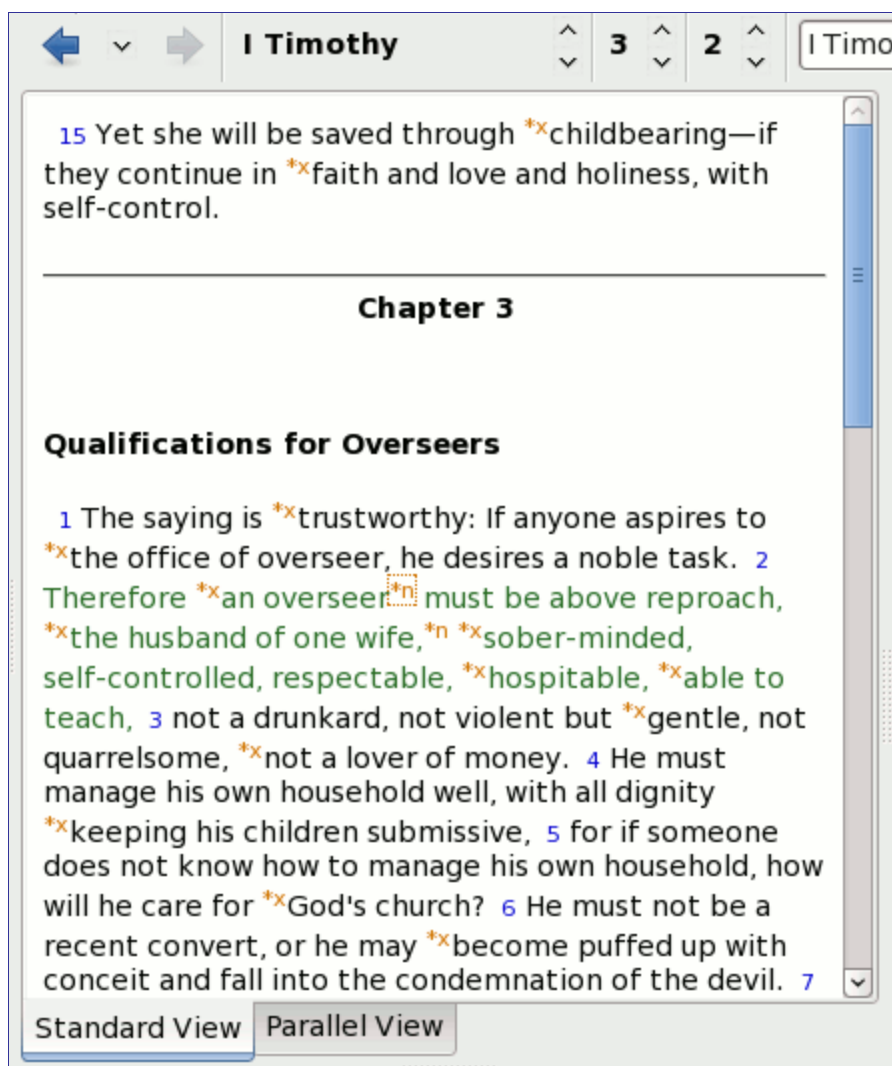 I Timothy 3 2 I Timo
15 Yet she will be saved through *xchildbearing—if
they continue in *xfaith and love and holiness, with
self-control.
Chapter 3
Qualifications for Overseers
1 The saying is *xtrustworthy: If anyone aspires to
*xthe office of overseer, he desires a noble task. 2
Therefore *xan overseer*n must be above reproach,
*xthe husband of one wife,*n *xsober-minded,
self-controlled, respectable, *xhospitable, *xable to
teach, 3 not a drunkard, not violent but *xgentle, not
quarrelsome, *xnot a lover of money. 4 He must
manage his own household well, with all dignity
*xkeeping his children submissive, 5 for if someone
does not know how to manage his own household, how
will he care for *xGod's church? 6 He must not be a
recent convert, or he may *xbecome puffed up with
conceit and fall into the condemnation of the devil. 7
Standard View Parallel View